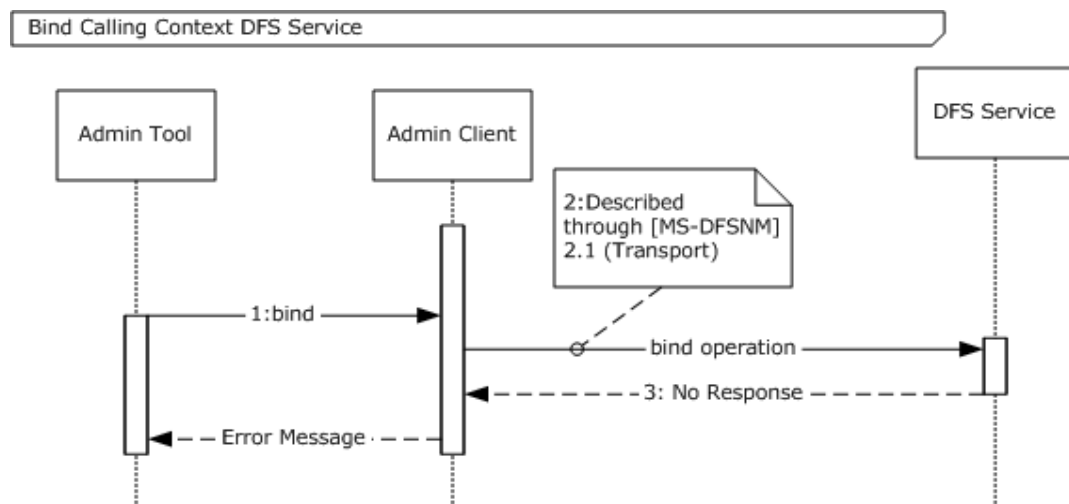 Bind Calling Context DFS Service
Admin Tool
Admin Client
DFS Service
2:Described
through [MS-DFSNM]
2.1 (Transport)
1:bind
bind operation
3: No Response
Error Message